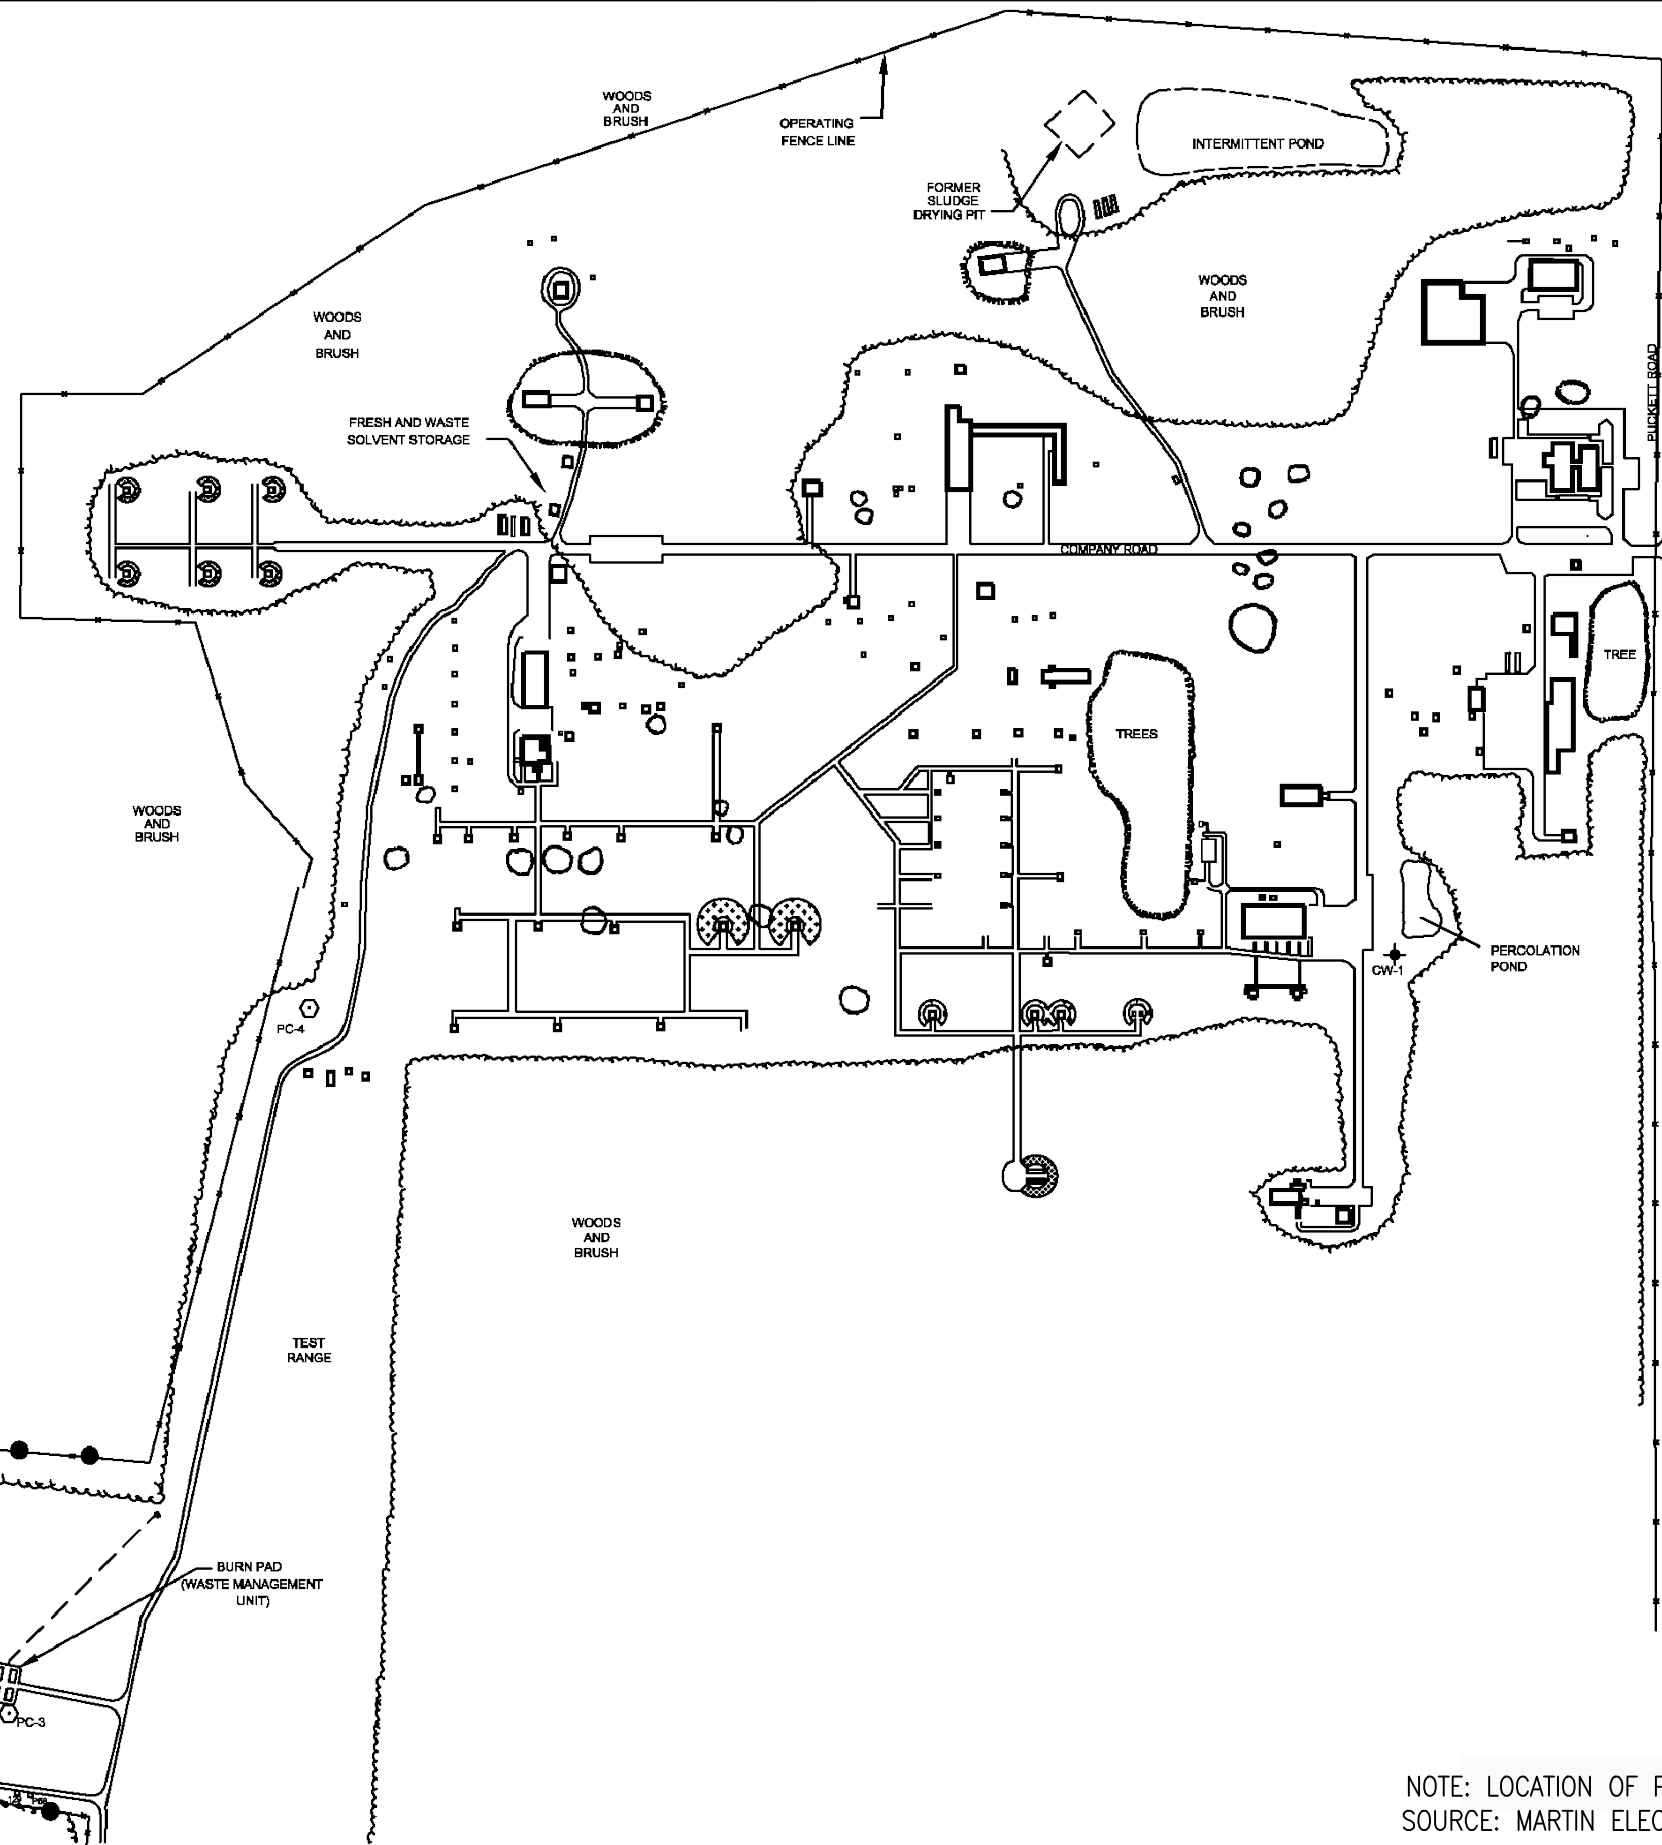 WOODS
AND
BRUSH
OPERATING
FENCE LINE
INTERMITTENT POND
FORMER
SLUDGE
DRYING PIT
WOODS
AND
BRUSH
WOODS
AND
BRUSH
PUCKETT ROAD
FRESH AND WASTE
SOLVENT STORAGE
COMPANY ROAD
TREE
TREES
WOODS
AND
BRUSH
PERCOLATION
POND
CW-1
PC-4
WOODS
AND
BRUSH
TEST
RANGE
BURN PAD
(WASTE MANAGEMENT
UNIT)
PC-3
NOTE: LOCATION OF
SOURCE: MARTIN ELEC